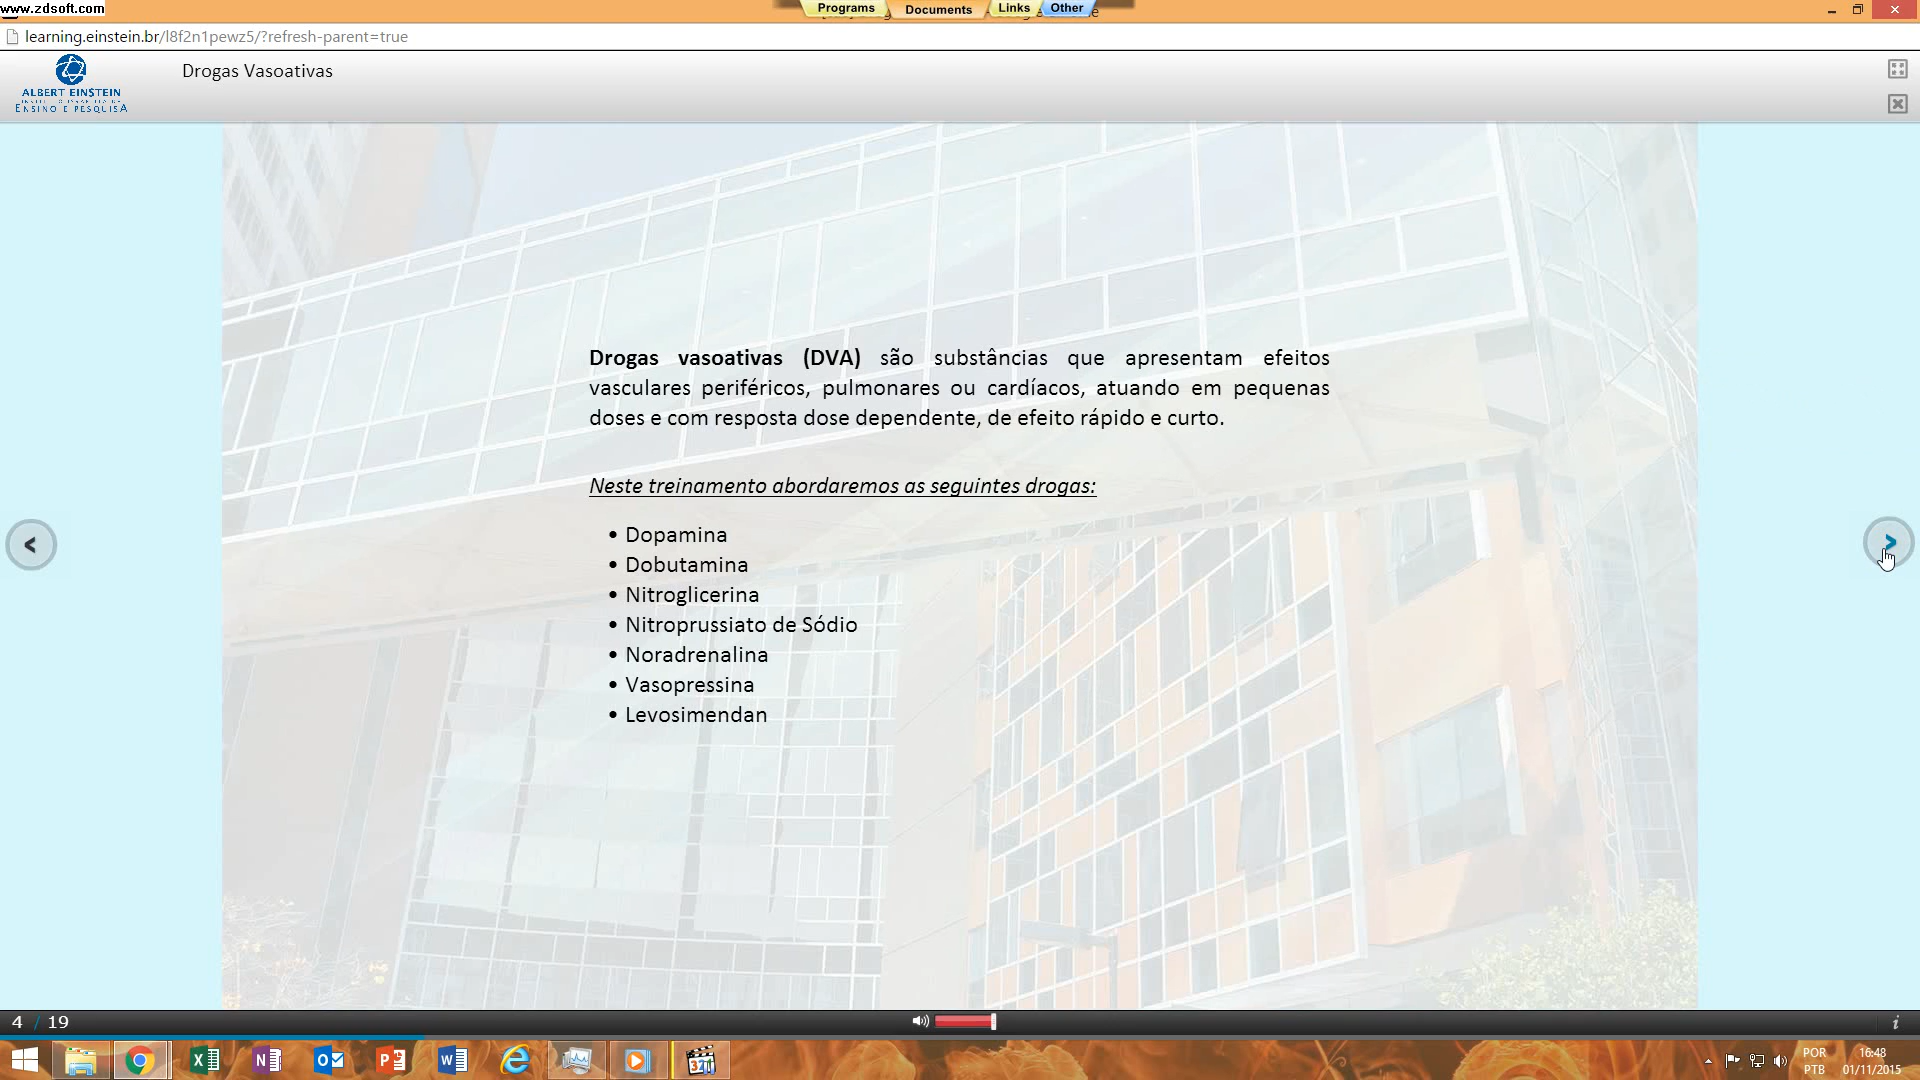 www.zdsoft.com
Programs
Documents
Links
Other
learning.einstein.br/l8f2n1pewz5/?refresh-parent=true
ALBERT EINSTEIN
ENSINO E PESQUISA
Drogas Vasoativas
Drogas vasoativas (DVA) são substâncias que apresentam efeitos
vasculares periféricos, pulmonares ou cardíacos, atuando em pequenas
doses e com resposta dose dependente, de efeito rápido e curto.
Neste treinamento abordaremos as seguintes drogas:
• Dopamina
• Dobutamina
• Nitroglicerina
• Nitroprussiato de Sódio
• Noradrenalina
• Vasopressina
• Levosimendan
4 / 19
i
POR
PTB
16:48
01/11/2015